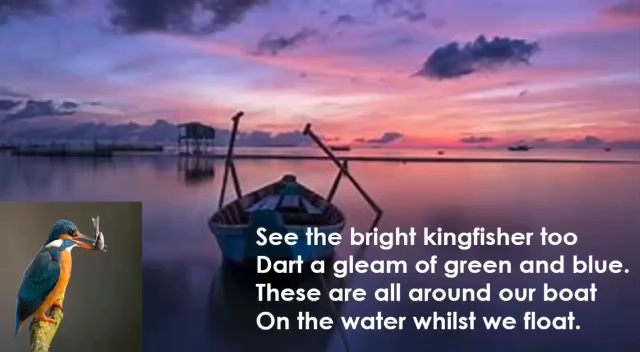 See the bright kingfisher too
Dart a gleam of green and blue.
These are all around our boat
On the water whilst we float.